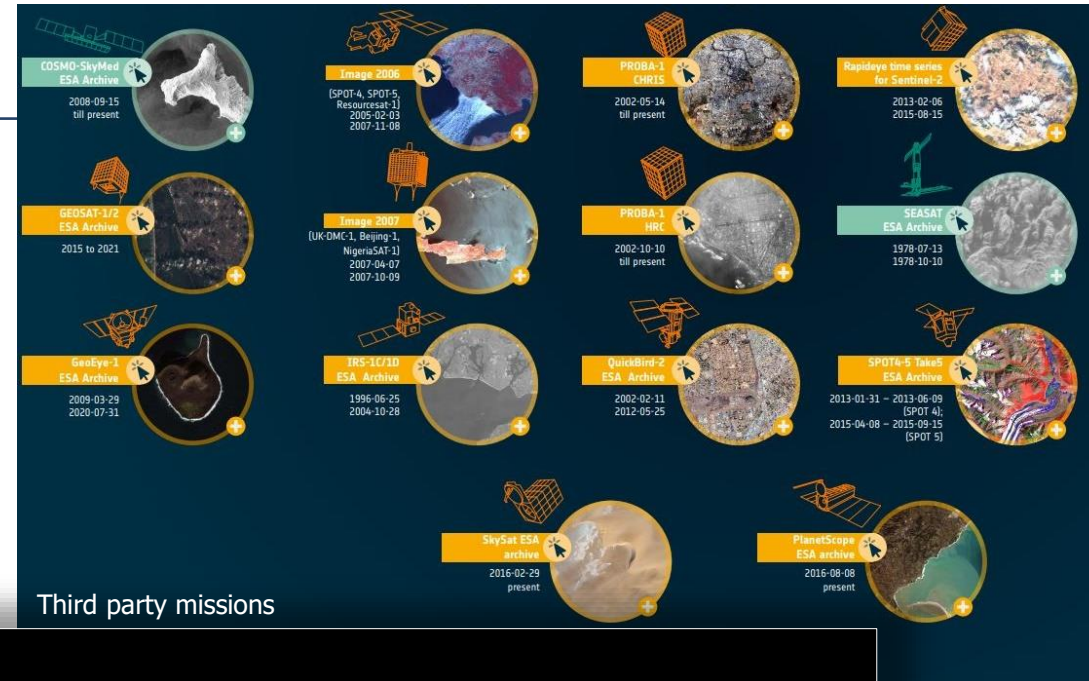 COSMO-SkyMed
ESA Archive
2008-09-15
till present
Image 2006
(SPOT-4, SPOT-5,
Resourcesat-1)
2005-02-03
2007-11-08
PROBA-1
CHRIS
2002-05-14
till present
Rapideye time series
for Sentinel-2
2013-02-06
2015-08-15
GEOSAT-1/2
ESA Archive
2015 to 2021
Image 2007
(UK-DMC-1, Beijing-1,
NigeriaSAT-1)
2007-04-07
2007-10-09
PROBA-1
HRC
2002-10-10
till present
SEASAT
ESA Archive
1978-07-13
1978-10-10
GeoEye-1
ESA Archive
2009-03-29
2020-07-31
IRS-1C/1D
ESA Archive
1996-06-25
2004-10-28
QuickBird-2
ESA Archive
2002-02-11
2012-05-25
SPOT4-5 Take5
ESA Archive
2013-01-31 – 2013-06-09
(SPOT 4);
2015-04-08 – 2015-09-15
(SPOT 5)
SkySat ESA
archive
2016-02-29
present
PlanetScope
ESA archive
2016-08-08
present
Third party missions